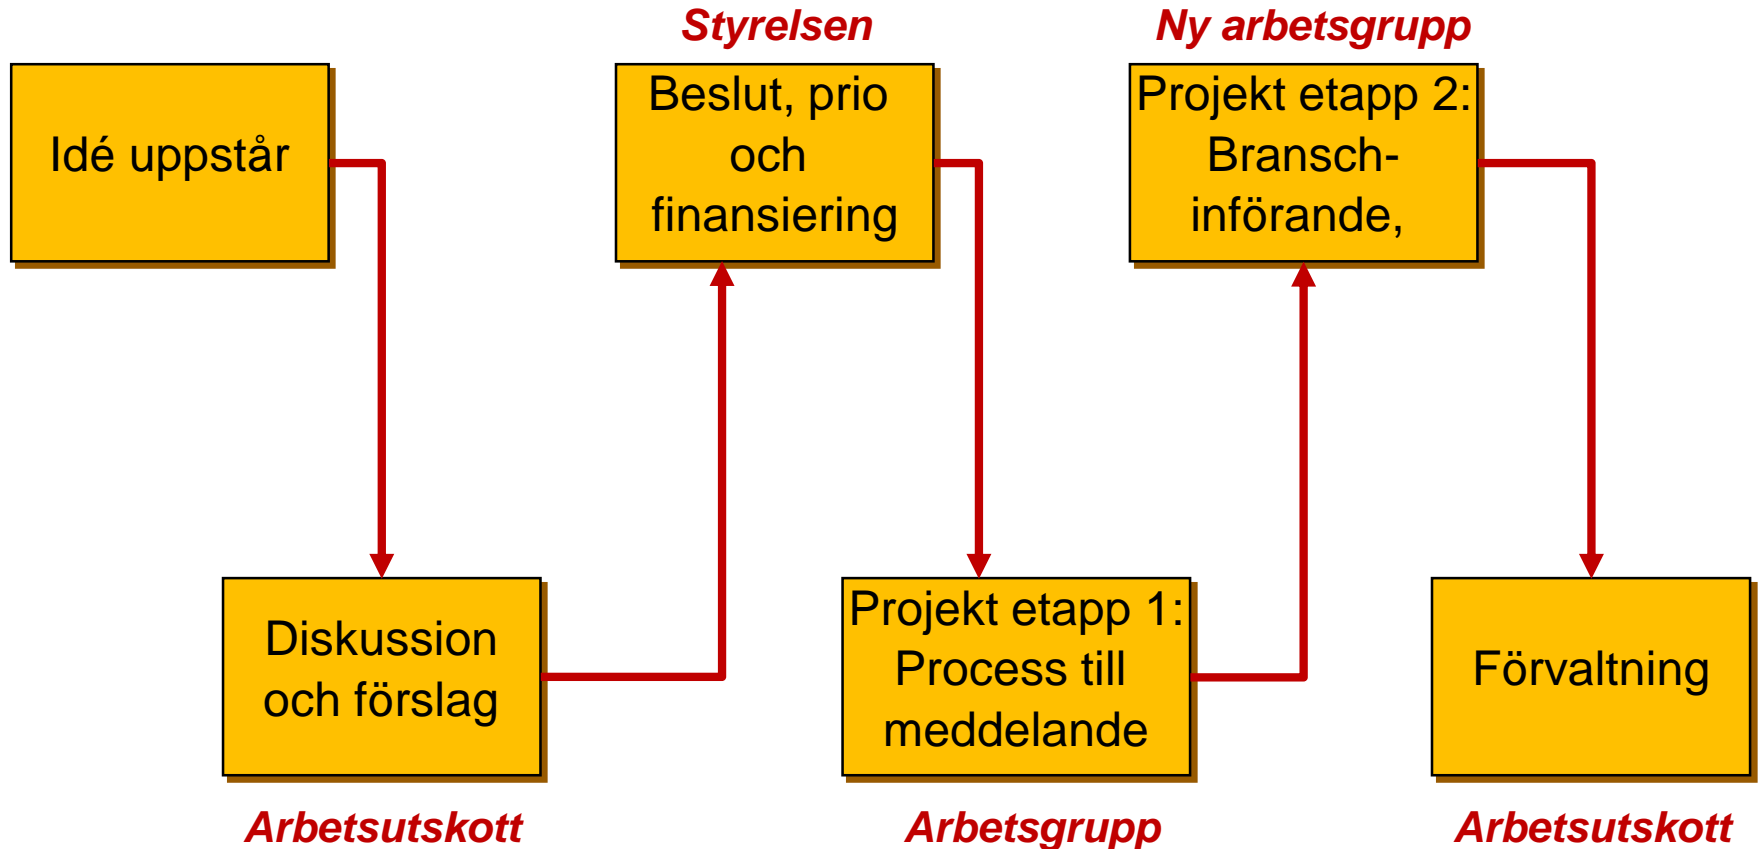 Idé uppstår
Arbetsutskott
Diskussion
och förslag
Styrelsen
Beslut, prio
och
finansiering
Arbetsgrupp
Projekt etapp 1:
Process till
meddelande
Ny arbetsgrupp
Projekt etapp 2:
Bransch-
införande,
Arbetsutskott
Förvaltning